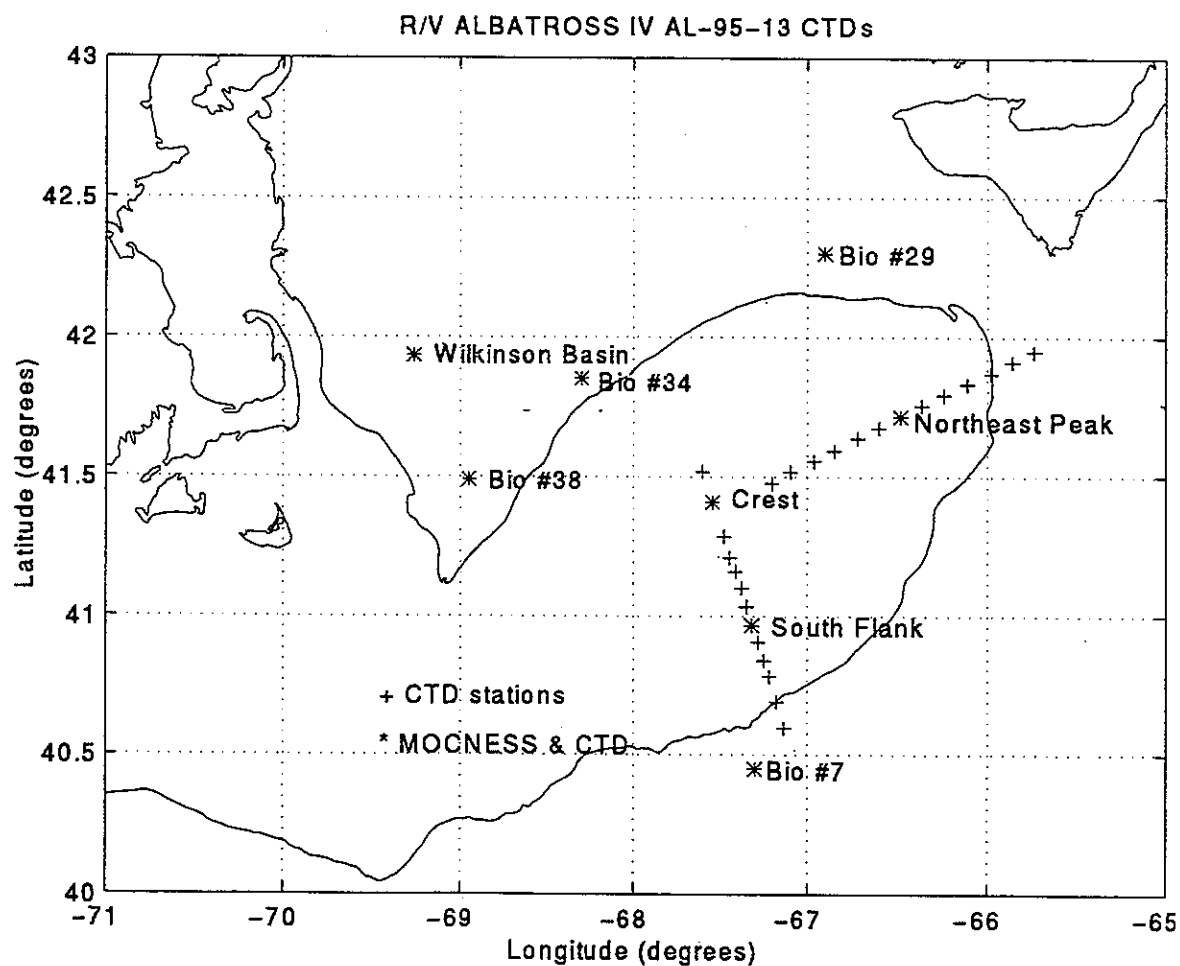 R/V ALBATROSS IV AL-95-13 CTDs
43
42.5
Bio #29
42
Wilkinson Basin
Bio #34
Northeast Peak
41.5
Bio #38
Crest
41
South Flank
+ CTD stations
40.5
* MOCNESS & CTD
Bio #7
40
-71
-70
-69
-68
-67
-66
-65
Longitude (degrees)
Latitude (degrees)